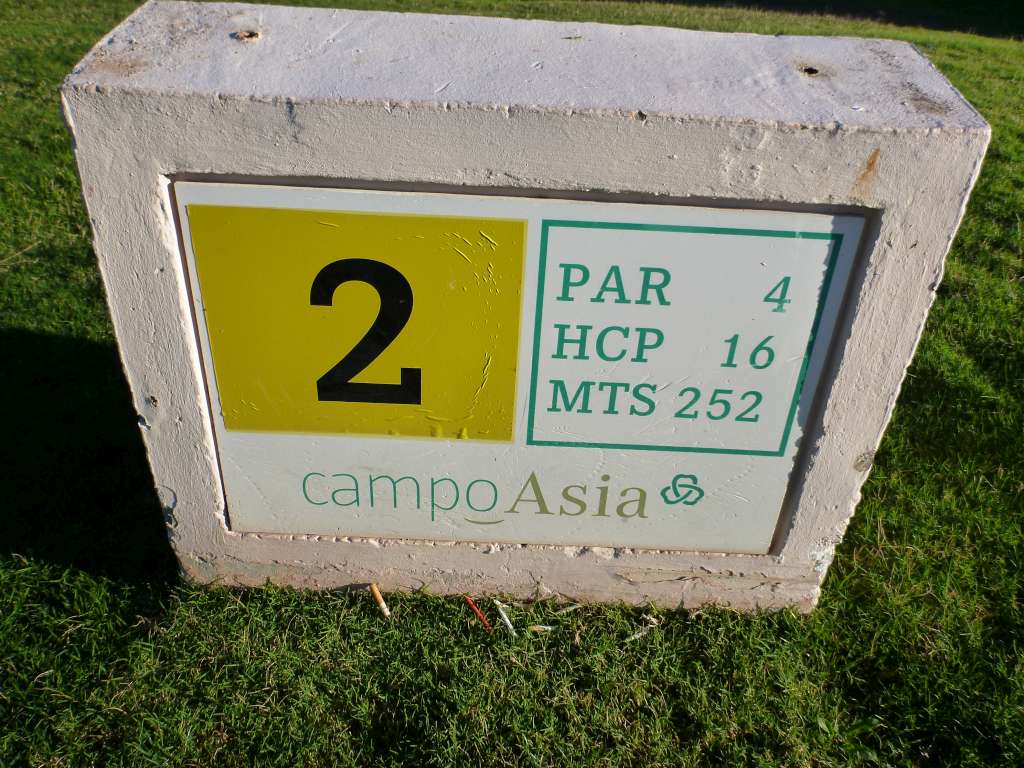 2
PAR 4
HCP 16
MTS 252
campoAsia